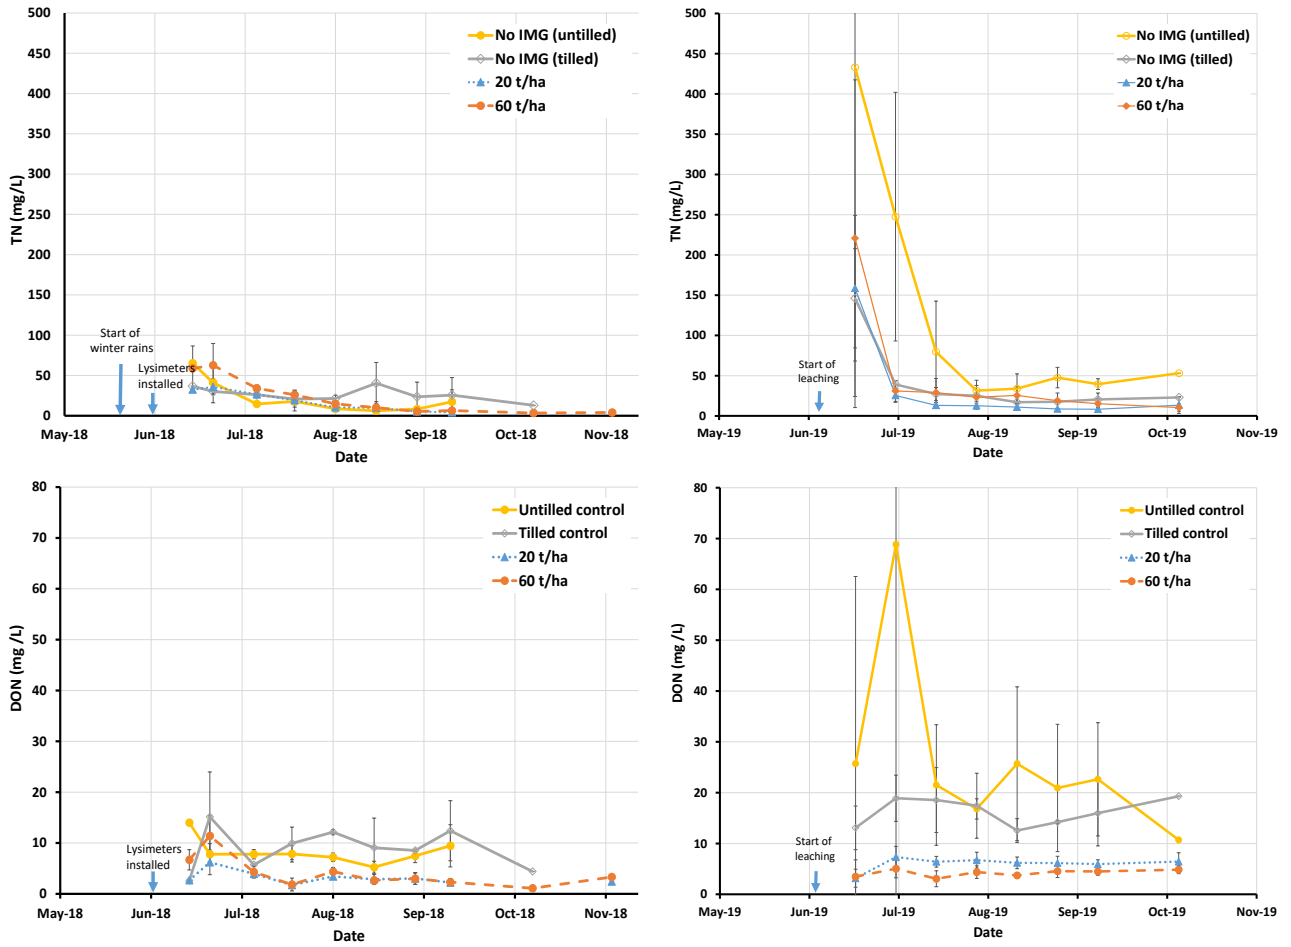 500
450
400
350
300
250
200
150
100
50
0
TN (mg/L)
No IMG (untilled)
No IMG (tilled)
20 t/ha
60 t/ha
Start of
winter rains
Lysimeters
installed
May-18
Jun-18
Jul-18
Aug-18
Sep-18
Oct-18
Nov-18
Date
500
450
400
350
300
250
200
150
100
50
0
TN (mg/L)
No IMG (untilled)
No IMG (tilled)
20 t/ha
60 t/ha
Start of
leaching
May-19
Jun-19
Jul-19
Aug-19
Sep-19
Oct-19
Nov-19
Date
80
70
60
50
40
30
20
10
0
DON (mg /L)
Untilled control
Tilled control
20 t/ha
60 t/ha
Lysimeters
installed
May-18
Jun-18
Jul-18
Aug-18
Sep-18
Oct-18
Nov-18
Date
80
70
60
50
40
30
20
10
0
DON (mg /L)
Untilled control
Tilled control
20 t/ha
60 t/ha
Start of
leaching
May-19
Jun-19
Jul-19
Aug-19
Sep-19
Oct-19
Nov-19
Date